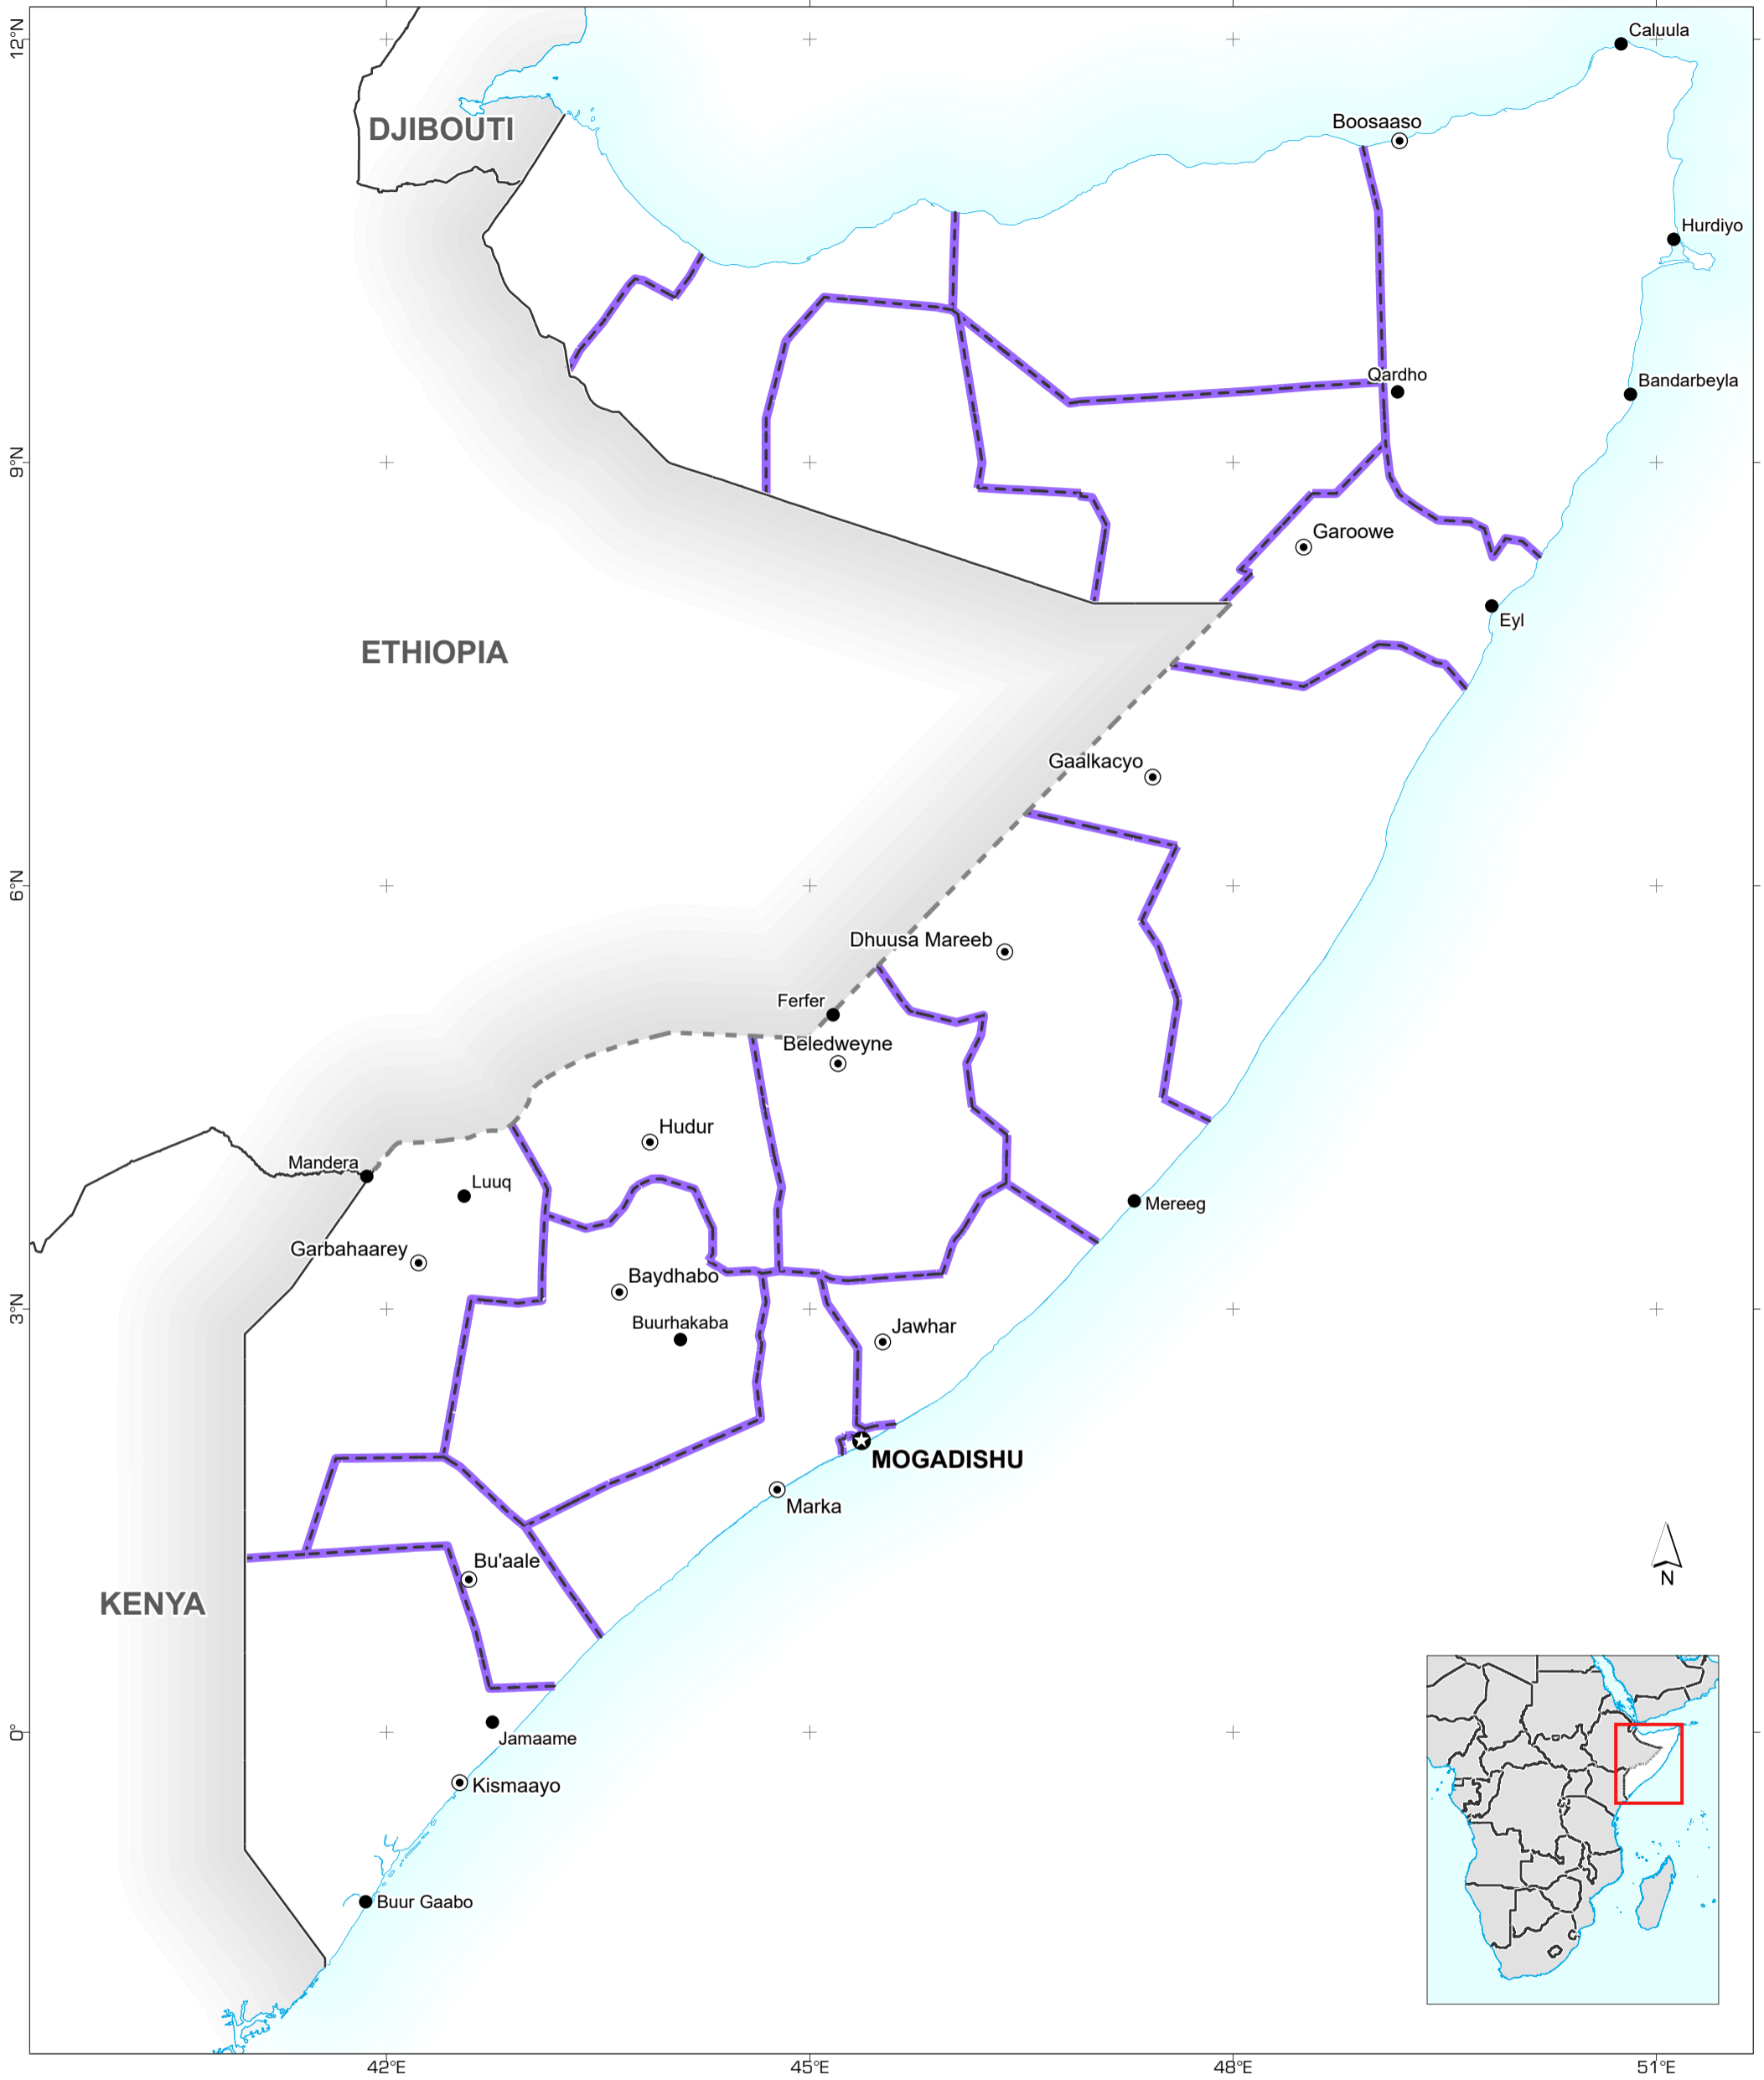 12°N
Caluula
Boosaaso
DJIBOUTI
Hurdiyo
Qardho
Bandarbeyla
9°N
Garoowe
Eyl
ETHIOPIA
Gaalkacyo
6°N
Dhuusa Mareeb
Ferfer
Beledweyne
Hudur
Mandera
Luuq
Mereeg
Garbahaarey
Baydhabo
3°N
Buurhakaba
Jawhar
MOGADISHU
Marka
Bu'aale
N
KENYA
0°
Jamaame
Kismaayo
Buur Gaabo
42°E
45°E
48°E
51°E